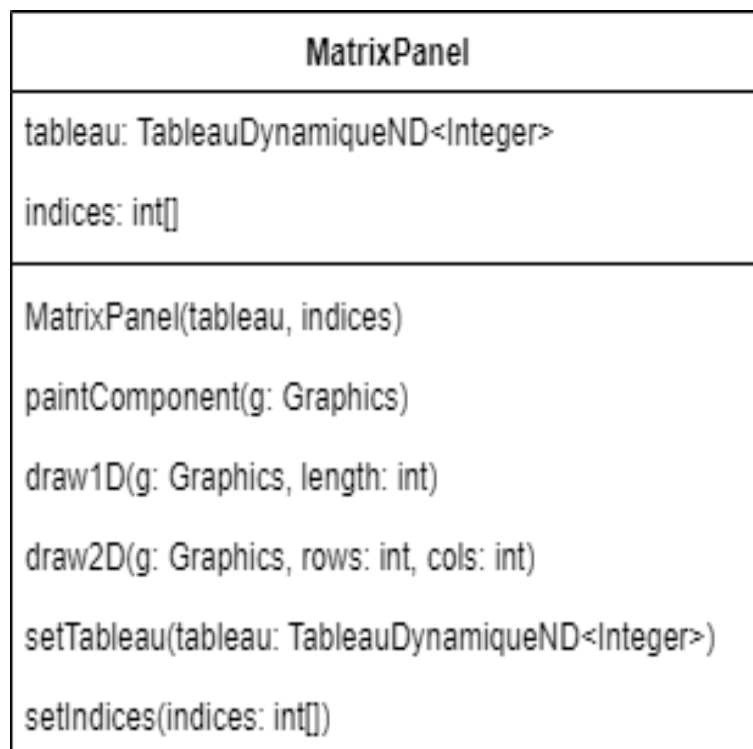 MatrixPanel
tableau: TableauDynamiqueND<Integer>
indices: int[]
MatrixPanel(tableau, indices)
paintComponent(g: Graphics)
draw1D(g: Graphics, length: int)
draw2D(g: Graphics, rows: int, cols: int)
setTableau(tableau: TableauDynamiqueND<Integer>)
setIndices(indices: int[])